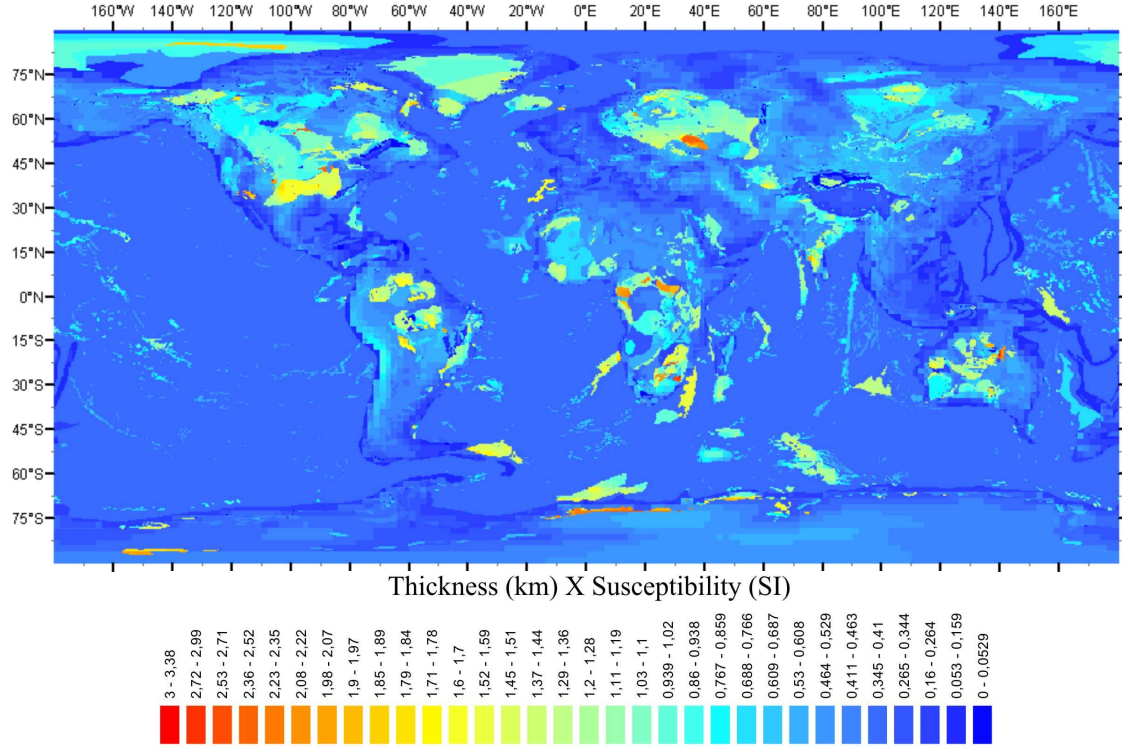 160°W 140°W 120°W 100°W 80°W 60°W 40°W 20°W 0°E 20°E 40°E 60°E 80°E 100°E 120°E 140°E 160°E
75°N
60°N
45°N
30°N
15°N
0°N
15°S
30°S
45°S
60°S
75°S
Thickness (km) X Susceptibility (SI)
3 - 3,38
2,72 - 2,99
2,53 - 2,71
2,36 - 2,52
2,23 - 2,35
2,08 - 2,22
1,98 - 2,07
1,9 - 1,97
1,85 - 1,89
1,79 - 1,84
1,71 - 1,78
1,6 - 1,7
1,52 - 1,59
1,45 - 1,51
1,37 - 1,44
1,29 - 1,36
1,2 - 1,28
1,11 - 1,19
1,03 - 1,1
0,939 - 1,02
0,86 - 0,938
0,767 - 0,859
0,688 - 0,766
0,609 - 0,687
0,53 - 0,608
0,464 - 0,529
0,411 - 0,463
0,345 - 0,41
0,265 - 0,344
0,16 - 0,264
0,053 - 0,159
0 - 0,0529